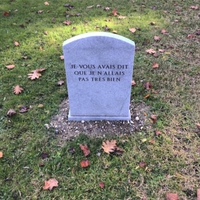 JE VOUS AVAIS DIT
QUE JE N'ALLAIS
PAS TRES BIEN